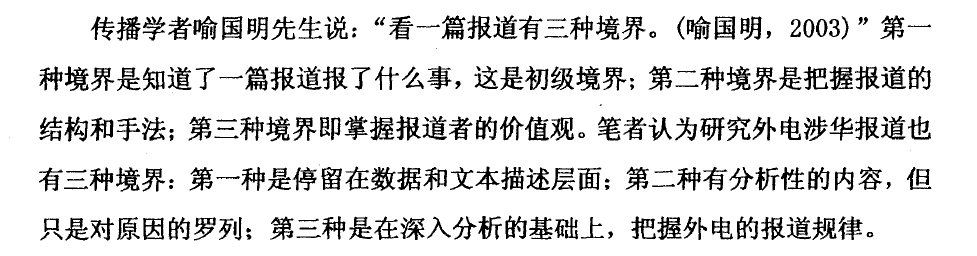 传播学者喻国明先生说：“看一篇报道有三种境界。(喻国明，2003)”第一
种境界是知道了一篇报道报了什么事，这是初级境界；第二种境界是把握报道的
结构和手法；第三种境界即掌握报道者的价值观。笔者认为研究外电涉华报道也
有三种境界：第一种是停留在数据和文本描述层面；第二种有分析性的内容，但
只是对原因的罗列；第三种是在深入分析的基础上，把握外电的报道规律。